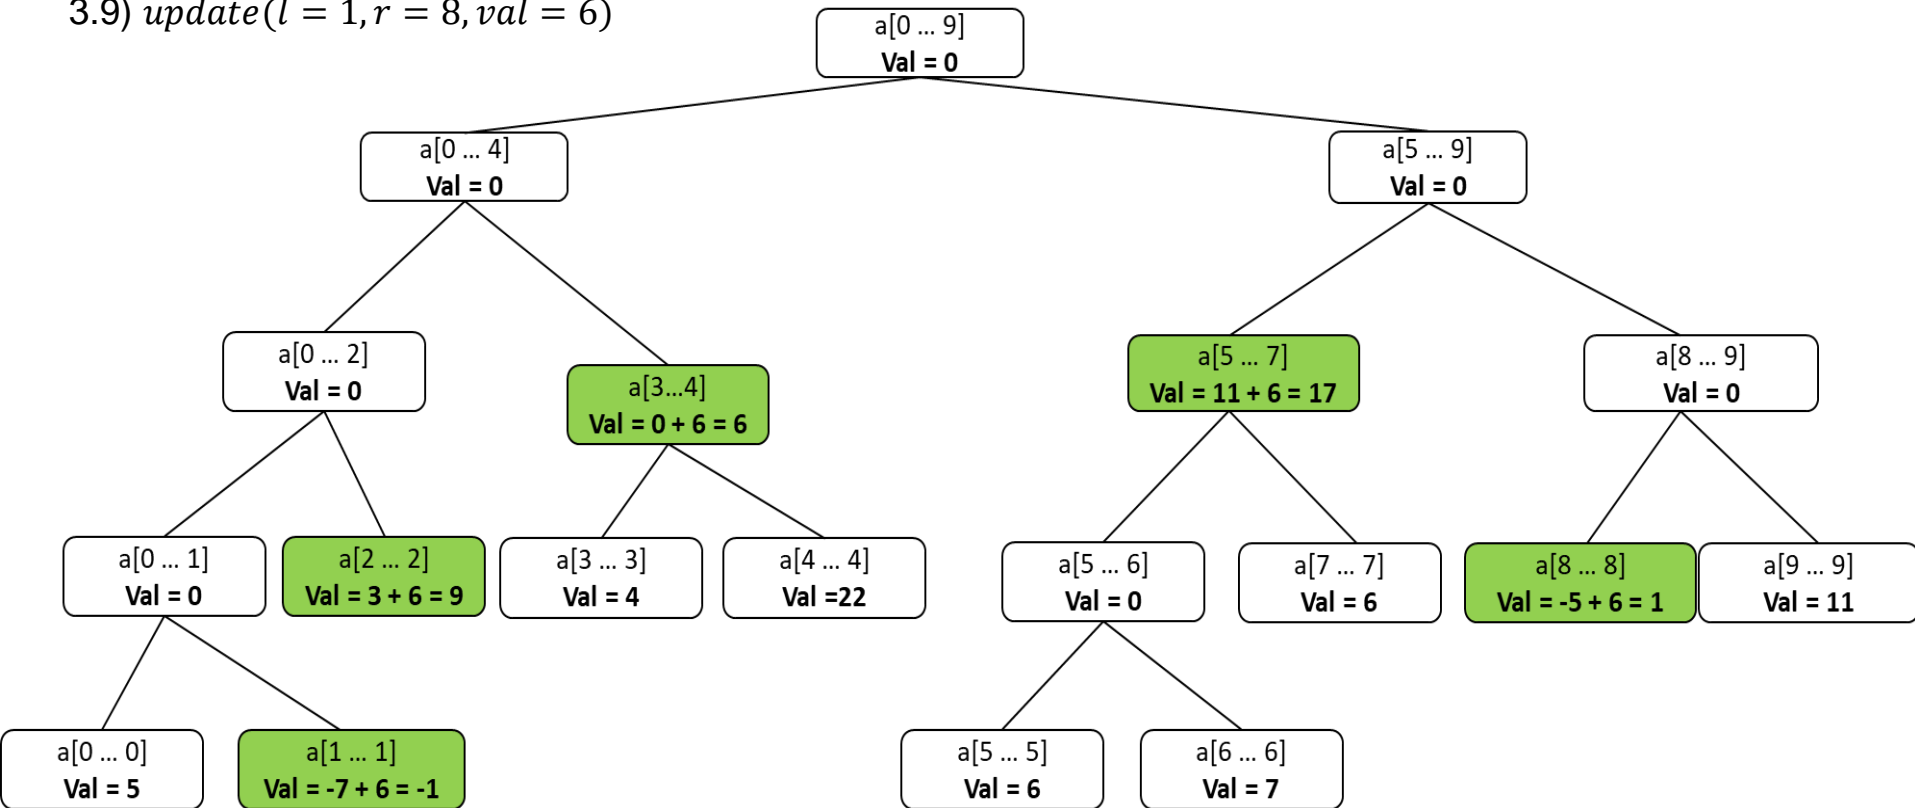 3.9) update(l = 1, r = 8, val = 6)
a[0 ... 9]
Val = 0
a[0 ... 4]
Val = 0
a[5 ... 9]
Val = 0
a[0 ... 2]
Val = 0
a[3...4]
Val = 0 + 6 = 6
a[5 ... 7]
Val = 11 + 6 = 17
a[8 ... 9]
Val = 0
a[0 ... 1]
Val = 0
a[2 ... 2]
Val = 3 + 6 = 9
a[3 ... 3]
Val = 4
a[4 ... 4]
Val =22
a[5 ... 6]
Val = 0
a[7 ... 7]
Val = 6
a[8 ... 8]
Val = -5 + 6 = 1
a[9 ... 9]
Val = 11
a[0 ... 0]
Val = 5
a[1 ... 1]
Val = -7 + 6 = -1
a[5 ... 5]
Val = 6
a[6 ... 6]
Val = 7